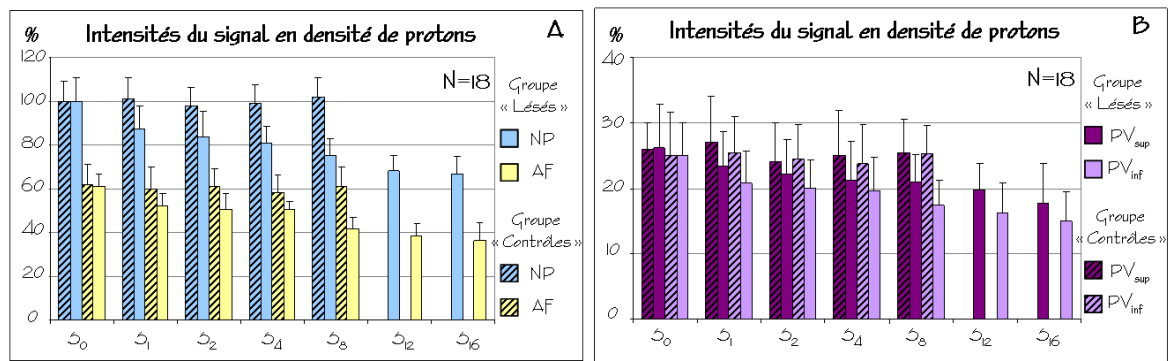 % Intensités du signal en densité de protons A
120
100
80
60
40
20
0
S0 S1 S2 S4 S8 S12 S16
N=18
Groupe
« Lésés »
NP
AF
Groupe
« Contrôles »
NP
AF
% Intensités du signal en densité de protons B
40
30
20
10
0
S0 S1 S2 S4 S8 S12 S16
N=18
Groupe
« Lésés »
PVsup
PVinf
Groupe
« Contrôles »
PVsup
PVinf